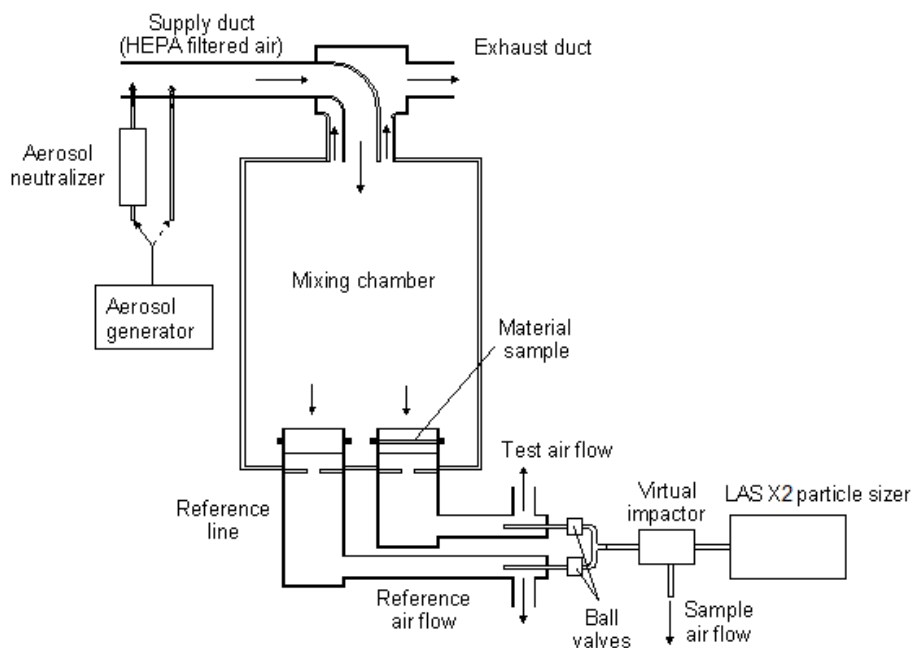 Supply duct
(HEPA filtered air)
Exhaust duct
Aerosol
neutralizer
Mixing chamber
Aerosol
generator
Material
sample
Test air flow
Virtual
impactor
LAS X2 particle sizer
Reference
line
Reference
air flow
Ball
valves
Sample
air flow